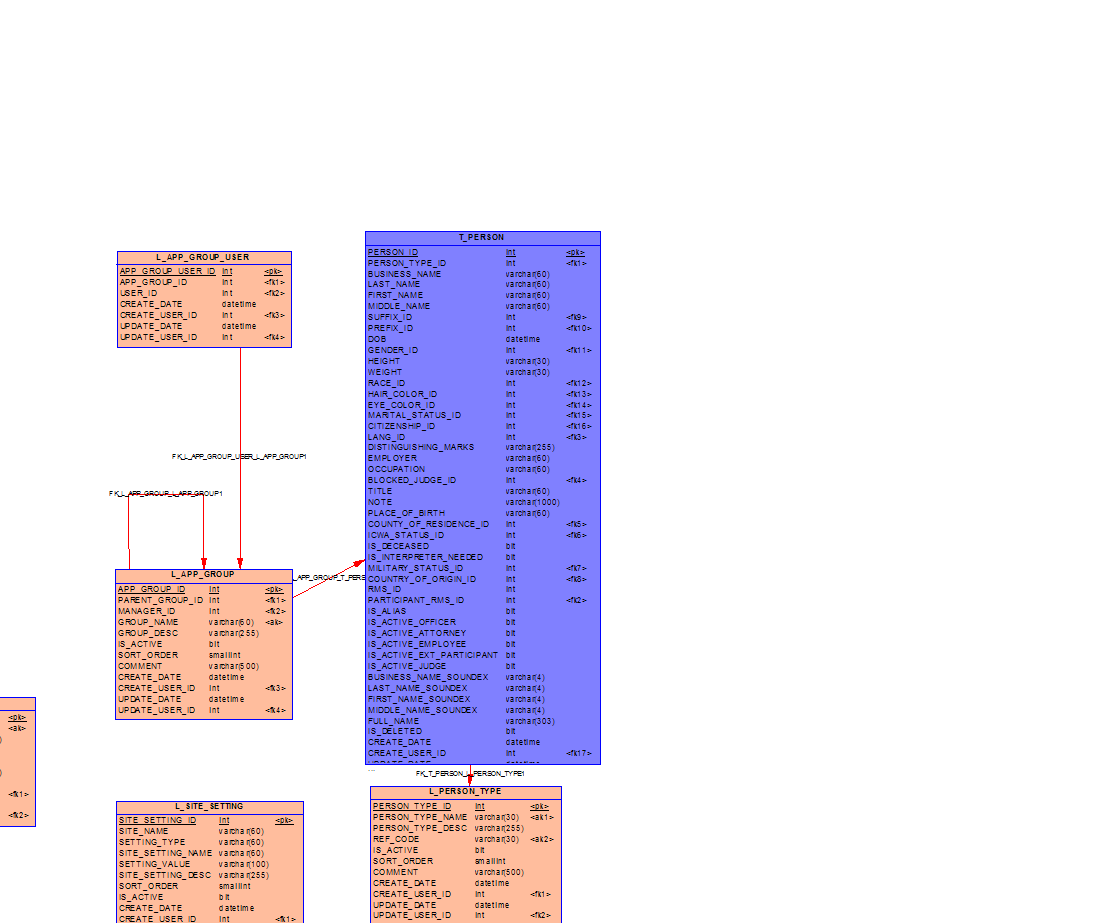 L_APP_GROUP_USER
APP_GROUP_USER_ID int <pk>
APP_GROUP_ID int <fk1>
USER_ID int <fk2>
CREATE_DATE datetime
CREATE_USER_ID int <fk3>
UPDATE_DATE datetime
UPDATE_USER_ID int <fk4>
FK_L_APP_GROUP_USER_L_APP_GROUP1
FK_L_APP_GROUP_L_APP_GROUP1
L_APP_GROUP
APP_GROUP_ID int <pk>
PARENT_GROUP_ID int <fk1>
MANAGER_ID int <fk2>
GROUP_NAME varchar(60) <ak>
GROUP_DESC varchar(255)
IS_ACTIVE bit
SORT_ORDER smallint
COMMENT varchar(500)
CREATE_DATE datetime
CREATE_USER_ID int <fk3>
UPDATE_DATE datetime
UPDATE_USER_ID int <fk4>
_APP_GROUP_T_PERS
T_PERSON
PERSON_ID int <pk>
PERSON_TYPE_ID int <fk1>
BUSINESS_NAME varchar(60)
LAST_NAME varchar(60)
FIRST_NAME varchar(60)
MIDDLE_NAME varchar(60)
SUFFIX_ID int <fk9>
PREFIX_ID int <fk10>
DOB datetime
GENDER_ID int <fk11>
HEIGHT varchar(30)
WEIGHT varchar(30)
RACE_ID int <fk12>
HAIR_COLOR_ID int <fk13>
EYE_COLOR_ID int <fk14>
MARITAL_STATUS_ID int <fk15>
CITIZENSHIP_ID int <fk16>
LANG_ID int <fk3>
DISTINGUISHING_MARKS varchar(255)
EMPLOYER varchar(60)
OCCUPATION varchar(60)
BLOCKED_JUDGE_ID int <fk4>
TITLE varchar(60)
NOTE varchar(1000)
PLACE_OF_BIRTH varchar(60)
COUNTY_OF_RESIDENCE_ID int <fk5>
ICWA_STATUS_ID int <fk6>
IS_DECEASED bit
IS_INTERPRETER_NEEDED bit
MILITARY_STATUS_ID int <fk7>
COUNTRY_OF_ORIGIN_ID int <fk8>
RMS_ID int
PARTICIPANT_RMS_ID int <fk2>
IS_ALIAS bit
IS_ACTIVE_OFFICER bit
IS_ACTIVE_ATTORNEY bit
IS_ACTIVE_EMPLOYEE bit
IS_ACTIVE_EXT_PARTICIPANT bit
IS_ACTIVE_JUDGE bit
BUSINESS_NAME_SOUNDEX varchar(4)
LAST_NAME_SOUNDEX varchar(4)
FIRST_NAME_SOUNDEX varchar(4)
MIDDLE_NAME_SOUNDEX varchar(4)
FULL_NAME varchar(303)
IS_DELETED bit
CREATE_DATE datetime
CREATE_USER_ID int <fk17>
UPDATE_DATE datetime
...
FK_T_PERSON_L_PERSON_TYPE1
<pk>
<ak>
)
)
<fk1>
<fk2>
L_SITE_SETTING
SITE_SETTING_ID int <pk>
SITE_NAME varchar(60)
SETTING_TYPE varchar(60)
SITE_SETTING_NAME varchar(60)
SETTING_VALUE varchar(100)
SITE_SETTING_DESC varchar(255)
SORT_ORDER smallint
IS_ACTIVE bit
CREATE_DATE datetime
CREATE_USER_ID int <fk1>
L_PERSON_TYPE
PERSON_TYPE_ID int <pk>
PERSON_TYPE_NAME varchar(30) <ak1>
PERSON_TYPE_DESC varchar(255)
REF_CODE varchar(30) <ak2>
IS_ACTIVE bit
SORT_ORDER smallint
COMMENT varchar(500)
CREATE_DATE datetime
CREATE_USER_ID int <fk1>
UPDATE_DATE datetime
UPDATE_USER_ID int <fk2>